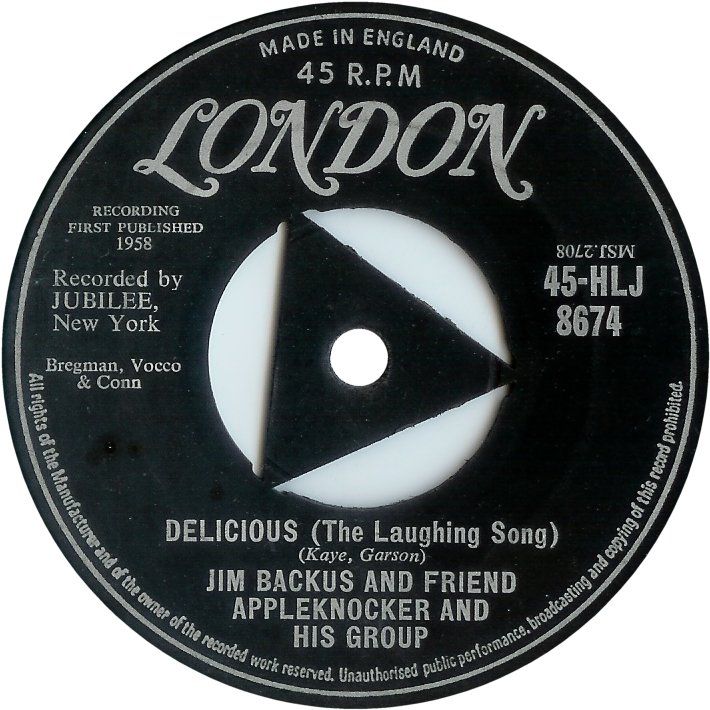 MADE IN ENGLAND
45 R.P.M
LONDON
RECORDING
FIRST PUBLISHED
1958
Recorded by
JUBILEE,
New York
Bregman, Vocco
& Conn
MSJ.2708
45-HLJ
8674
DELICIOUS (The Laughing Song)
(Kaye, Garson)
JIM BACKUS AND FRIEND
APPLEKNOCKER AND
HIS GROUP
All rights of the Manufacturer and of the owner of the recorded work reserved. Unauthorised public performance, broadcasting and copying of this record prohibited.